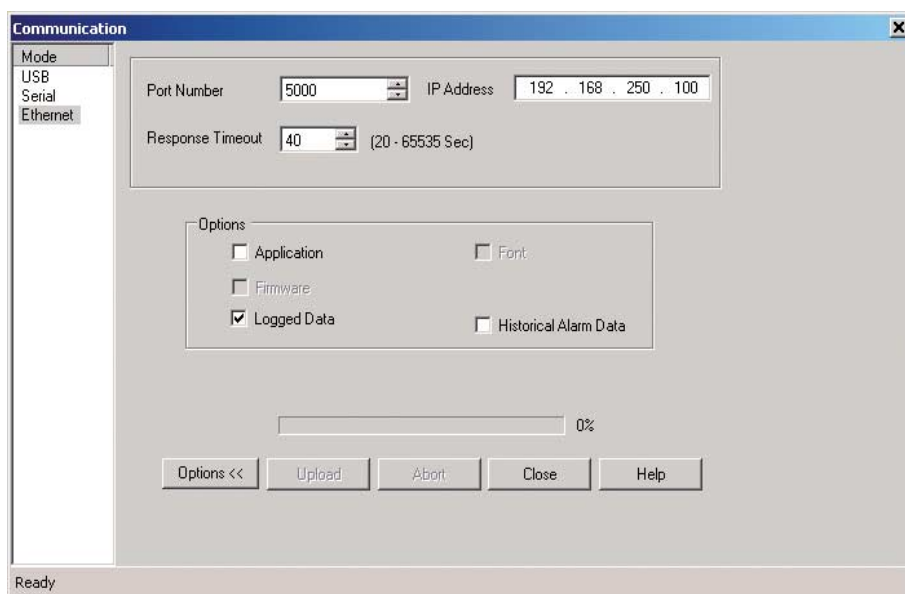 Communication
Mode
USB
Serial
Ethernet
Port Number 5000 IP Address 192 . 168 . 250 . 100
Response Timeout 40 (20 - 65535 Sec)
Options
Application Font
Firmware
Logged Data Historical Alarm Data
0%
Options << Upload Abort Close Help
Ready